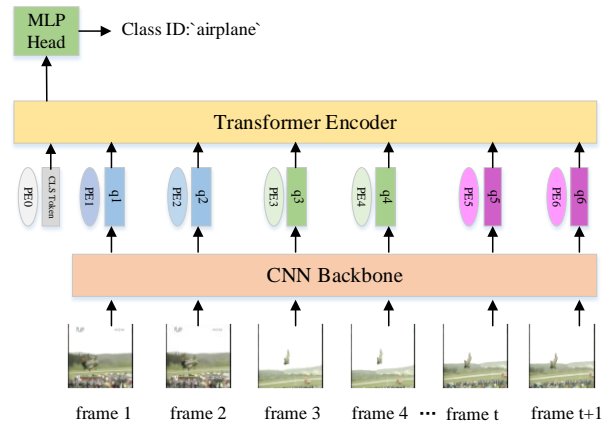 MLP
Head
Class ID:`airplane`
Transformer Encoder
PE0
CLS Token
PE1
q1
PE2
q2
PE3
q3
PE4
q4
PE5
q5
PE6
q6
CNN Backbone
frame 1
frame 2
frame 3
frame 4
···
frame t
frame t+1